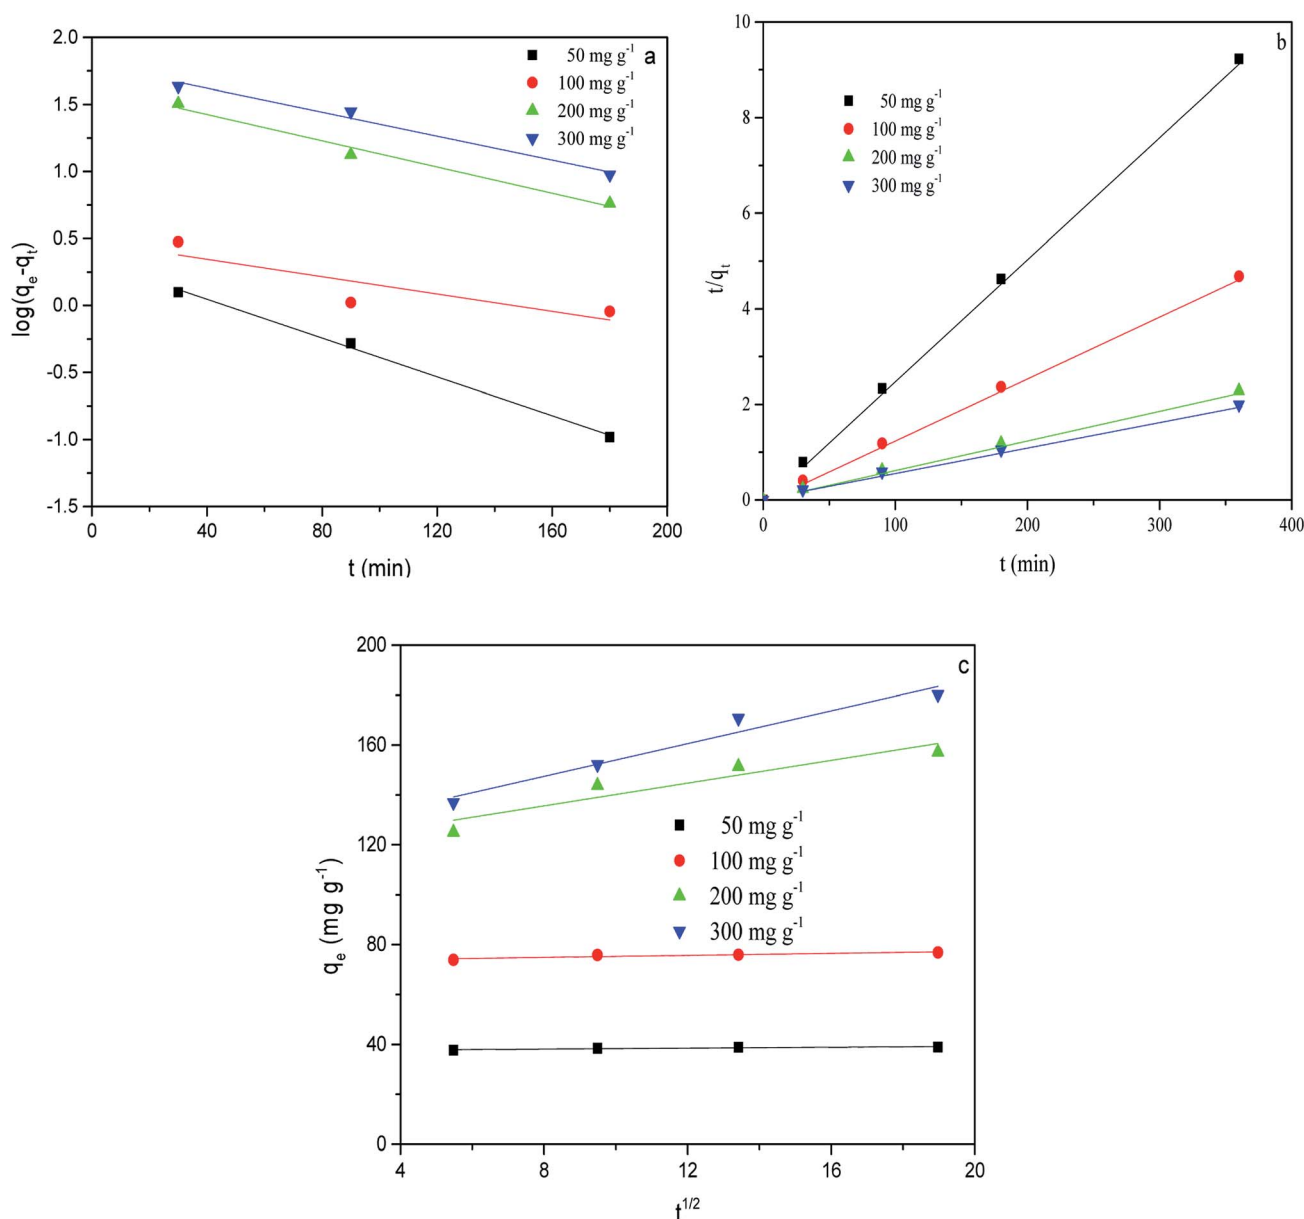 a
2.0
1.5
1.0
0.5
0.0
-0.5
-1.0
-1.5
log(qₑ-qₜ)
50 mg g⁻¹
100 mg g⁻¹
200 mg g⁻¹
300 mg g⁻¹
0 40 80 120 160 200
t (min)
b
10
8
6
4
2
0
t/qₜ
50 mg g⁻¹
100 mg g⁻¹
200 mg g⁻¹
300 mg g⁻¹
0 100 200 300 400
t (min)
c
200
160
120
80
40
0
qₑ (mg g⁻¹)
50 mg g⁻¹
100 mg g⁻¹
200 mg g⁻¹
300 mg g⁻¹
4 8 12 16 20
t¹ᐟ²